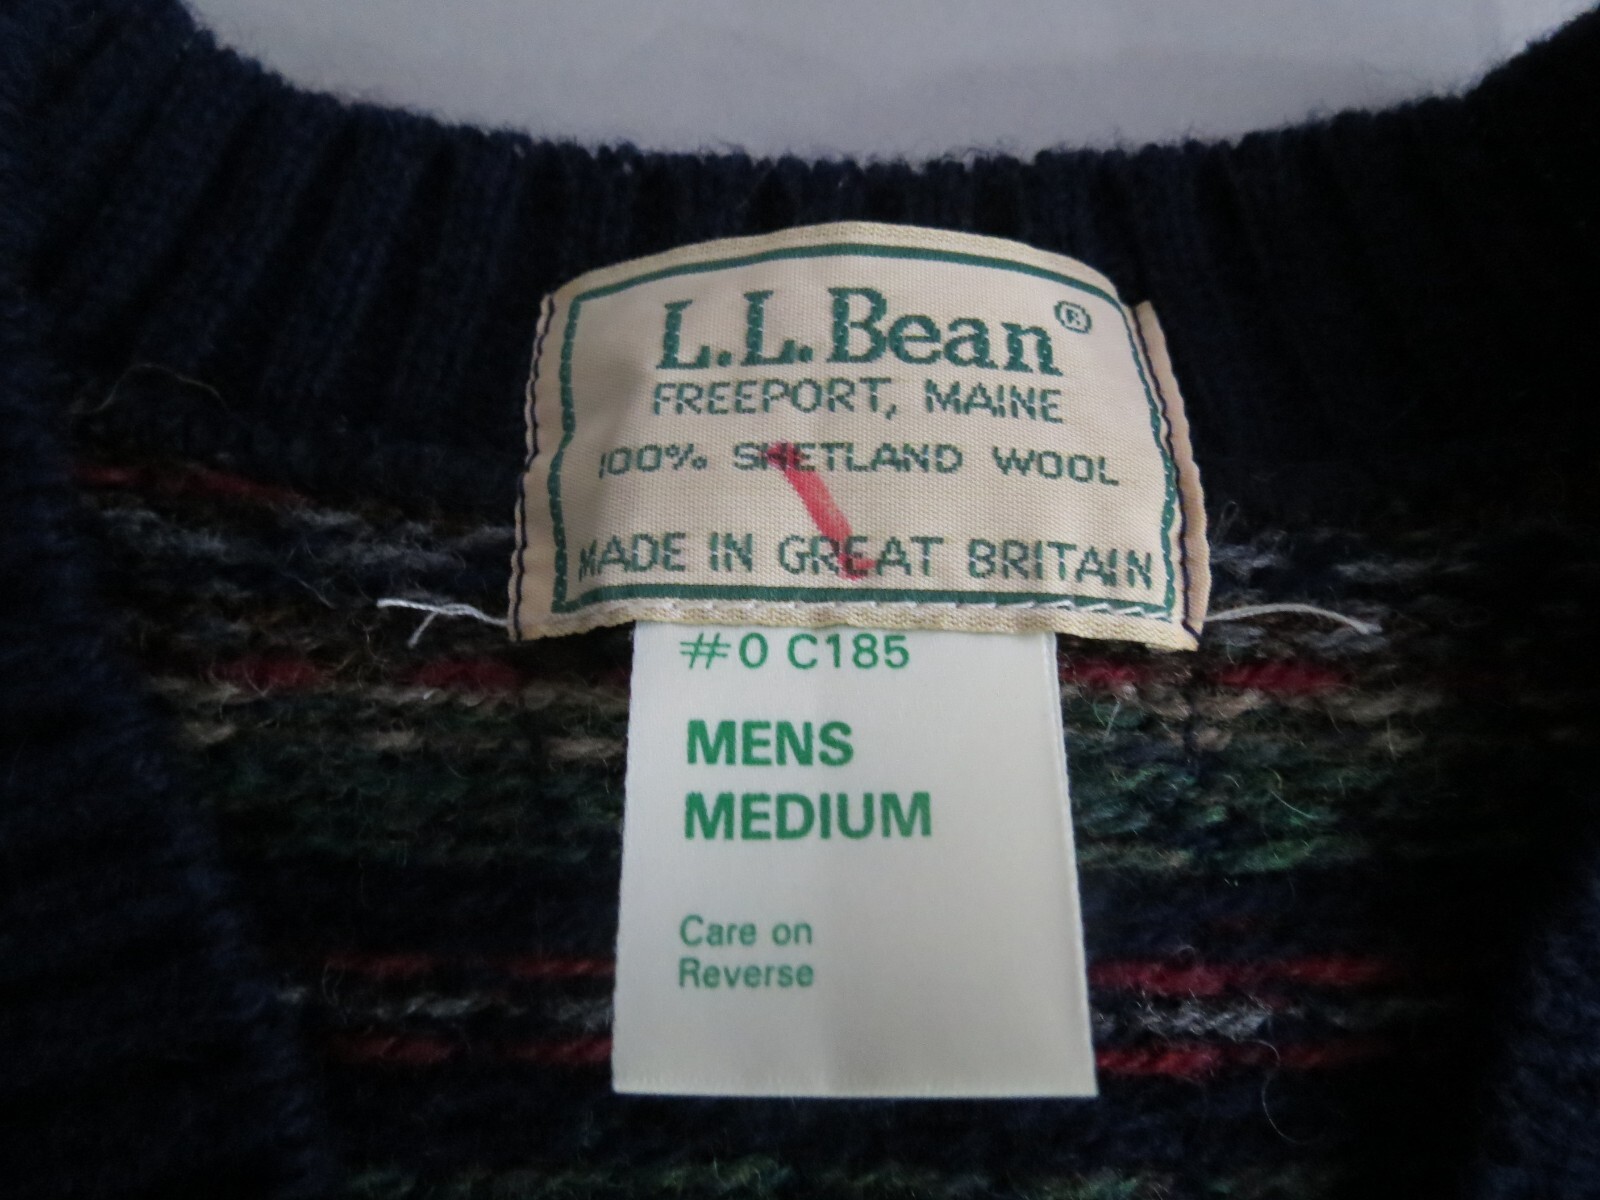 L.L.Bean®
FREEPORT, MAINE
100% SHETLAND WOOL
MADE IN GREAT BRITAIN
#0 C185
MENS
MEDIUM
Care on
Reverse